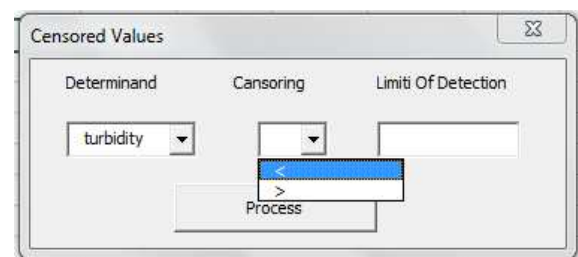 Censored Values
Determinand Cansoring Limiti Of Detection
turbidity
<
>
Process